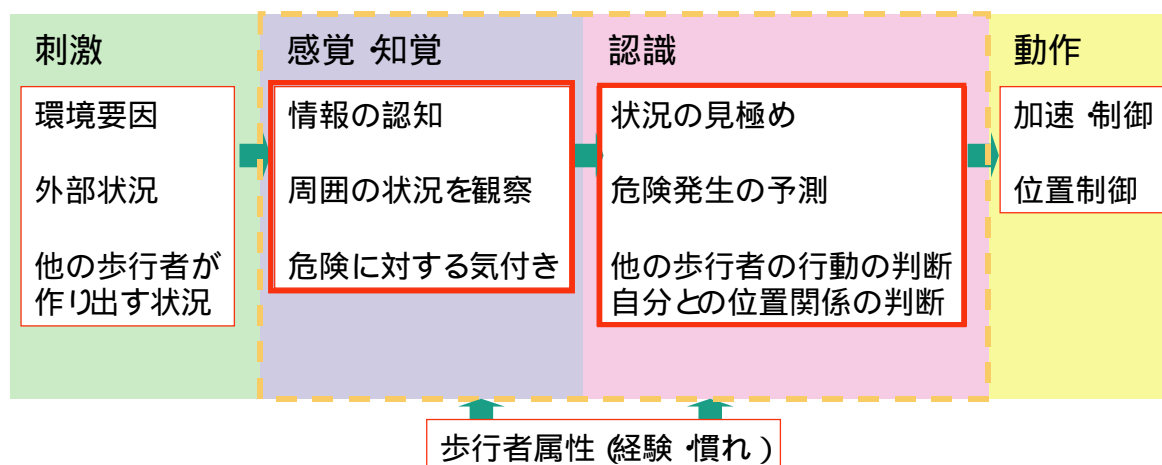 刺激
環境要因
外部状況
他の歩行者が
作り出す状況
感覚・知覚
情報の認知
周囲の状況を観察
危険に対する気付き
認識
状況の見極め
危険発生の予測
他の歩行者の行動の判断
自分との位置関係の判断
動作
加速・制御
位置制御
歩行者属性(経験・慣れ)